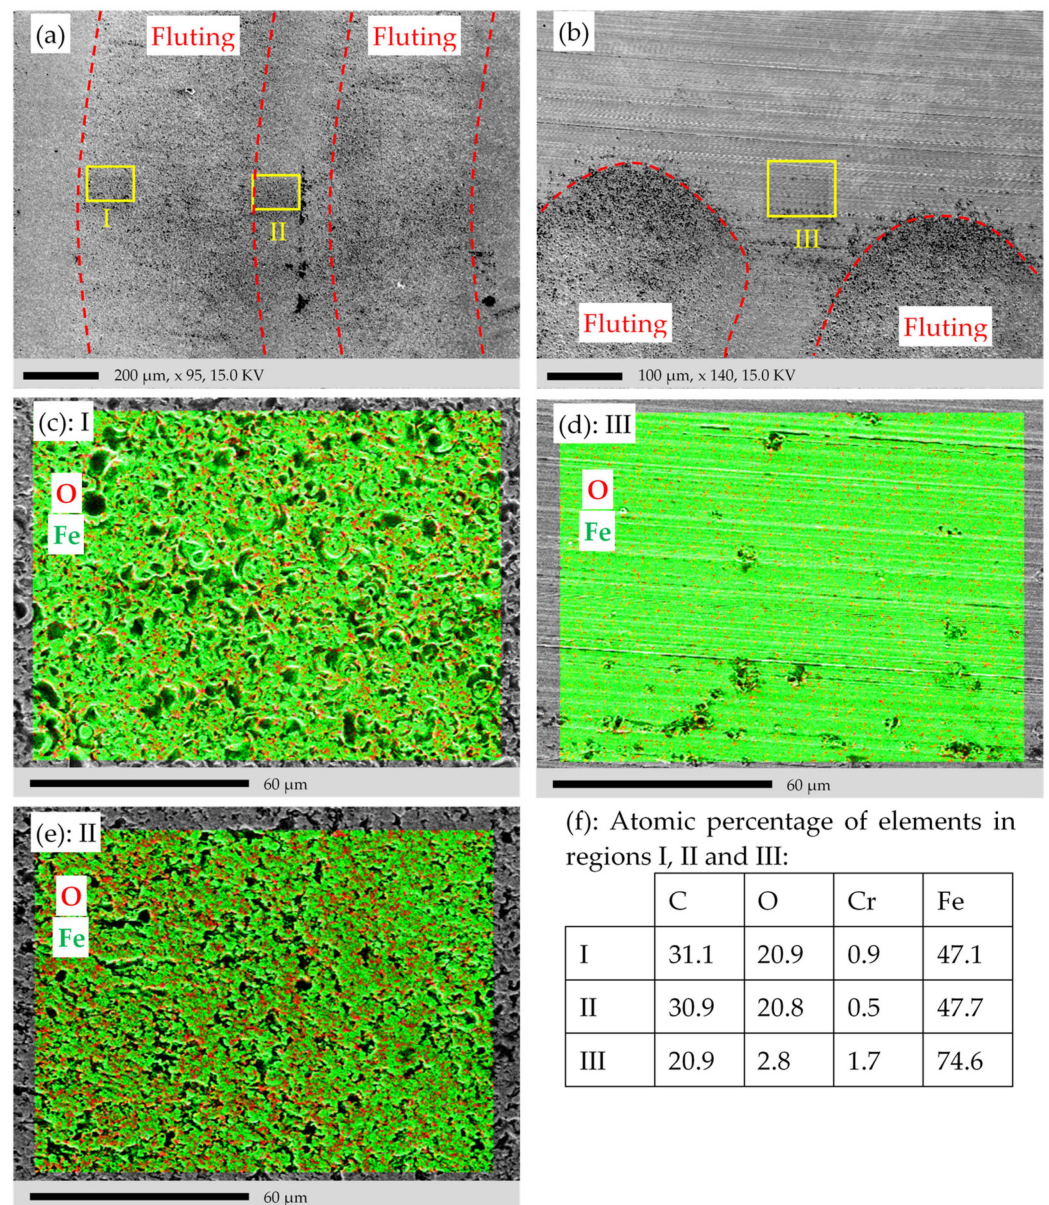 (a)
Fluting
Fluting
I
II
200 μm, x 95, 15.0 KV
(b)
III
Fluting
Fluting
100 μm, x 140, 15.0 KV
(c): I
O
Fe
60 μm
(d): III
O
Fe
60 μm
(e): II
O
Fe
60 μm
(f): Atomic percentage of elements in
regions I, II and III:
C O Cr Fe
I 31.1 20.9 0.9 47.1
II 30.9 20.8 0.5 47.7
III 20.9 2.8 1.7 74.6